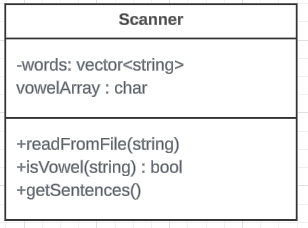 Scanner
-words: vector<string>
vowelArray : char
+readFromFile(string)
+isVowel(string) : bool
+getSentences()